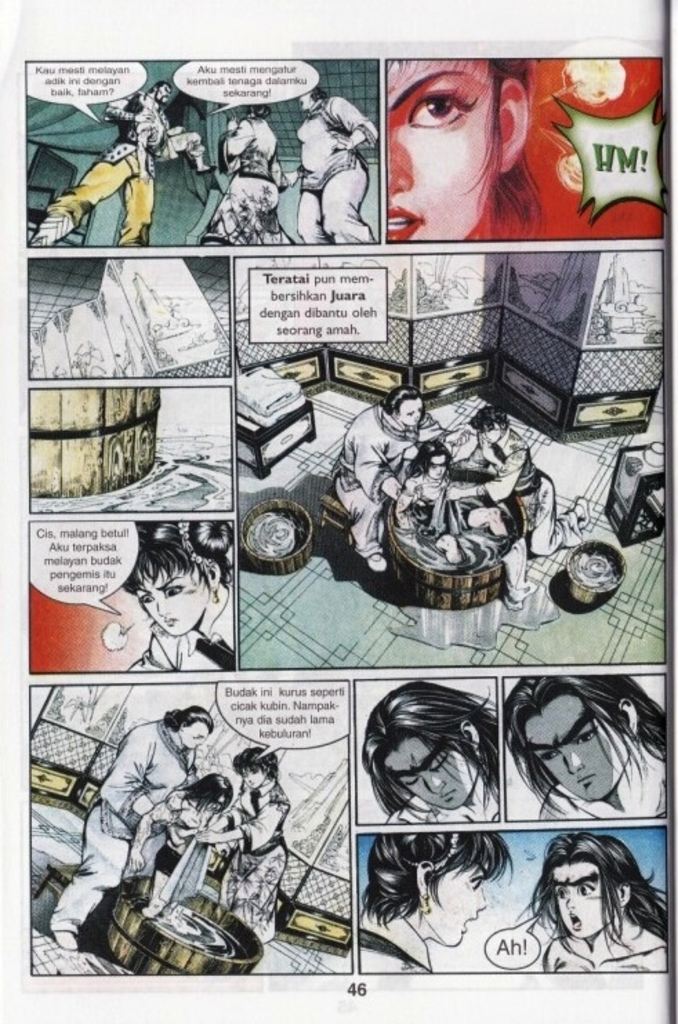 Kau mesti melayan
adik ini dengan
baik, faham?
Aku mesti mengatur
kembali tenaga dalamku
sekarang!
HM!
Teratai pun mem-
bersihkan Juara
dengan dibantu oleh
seorang amah.
Cis, malang betul!
Aku terpaksa
melayan budak
pengemis itu
sekarang!
Budak ini kurus seperti
cicak kubin. Nampak-
nya dia sudah lama
kebuluran!
Ah!
46